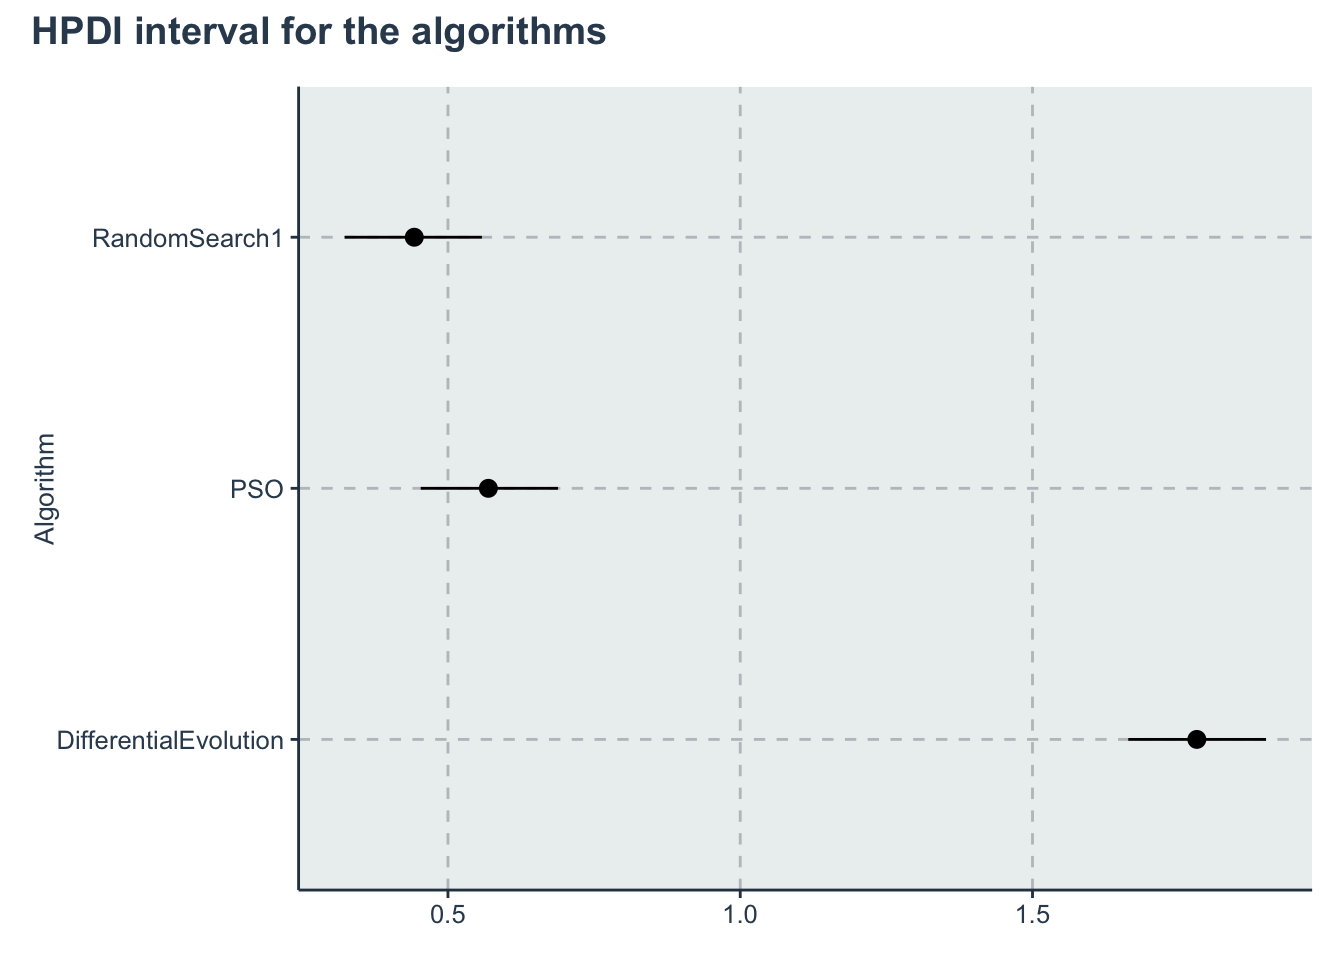 HPDI interval for the algorithms
RandomSearch1
PSO
DifferentialEvolution
Algorithm
0.5
1.0
1.5